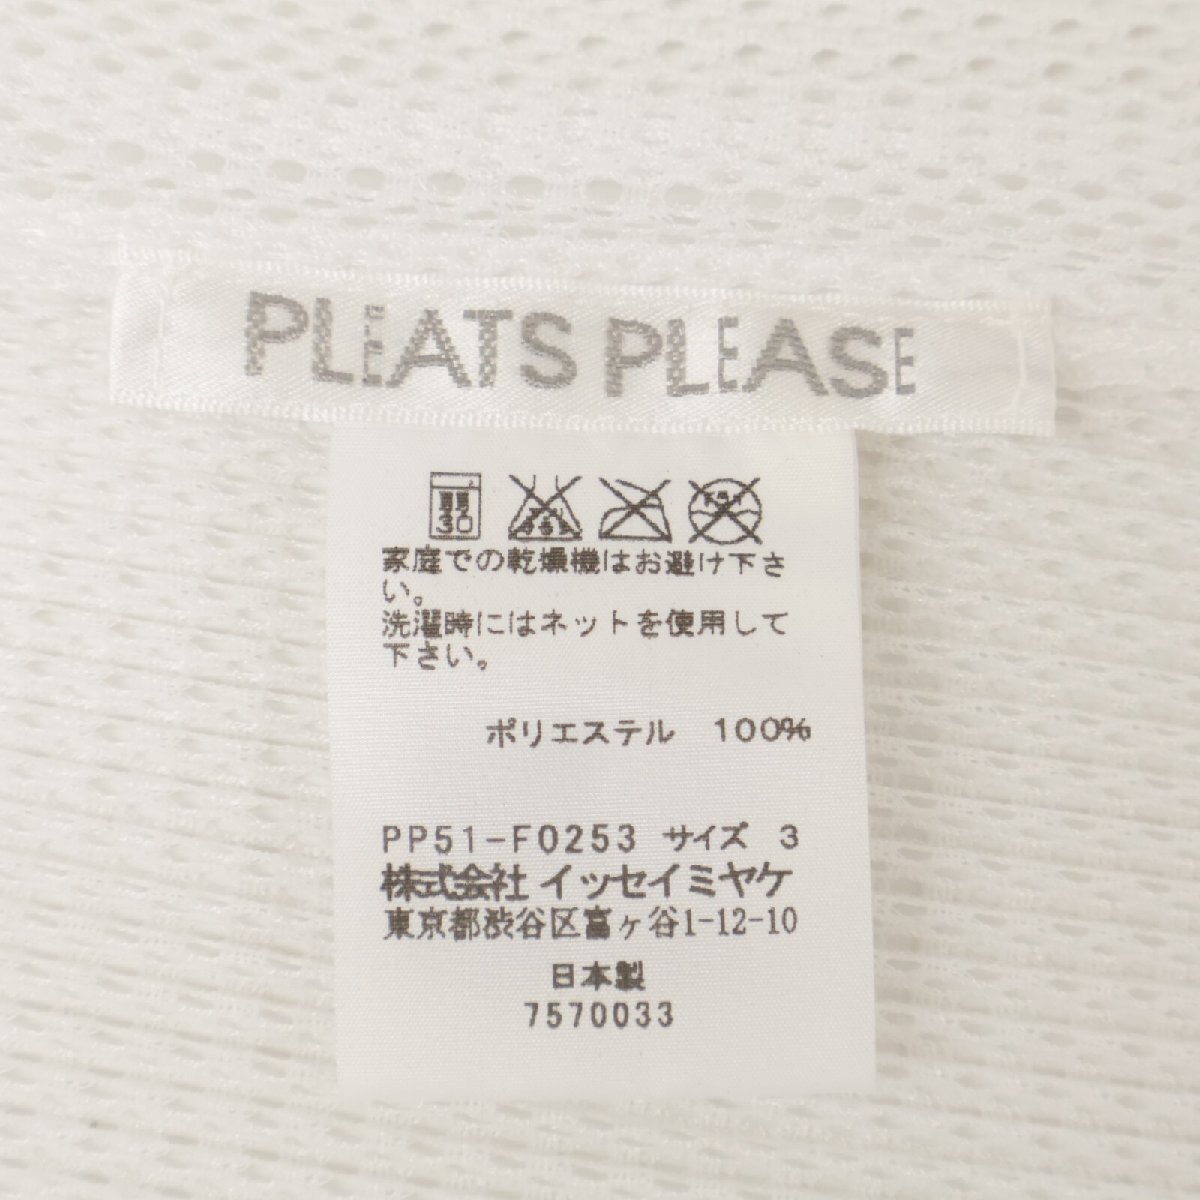 PLEATS PLEASE
30
家庭での乾燥機はお避け下さ
い。
洗濯時にはネットを使用して
下さい。
ポリエステル 100%
PP51-FO253 サイズ 3
株式会社 イッセイミヤケ
東京都渋谷区富ヶ谷1-12-10
日本製
7570033